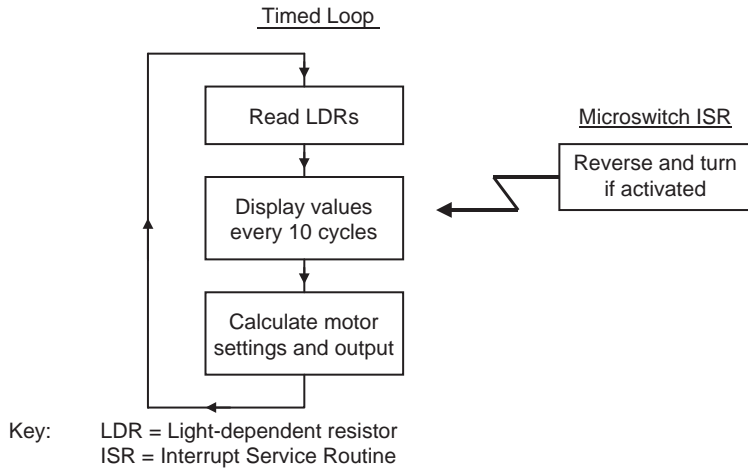 Timed Loop
Read LDRs
Display values
every 10 cycles
Calculate motor
settings and output
Microswitch ISR
Reverse and turn
if activated
Key: LDR = Light-dependent resistor
ISR = Interrupt Service Routine